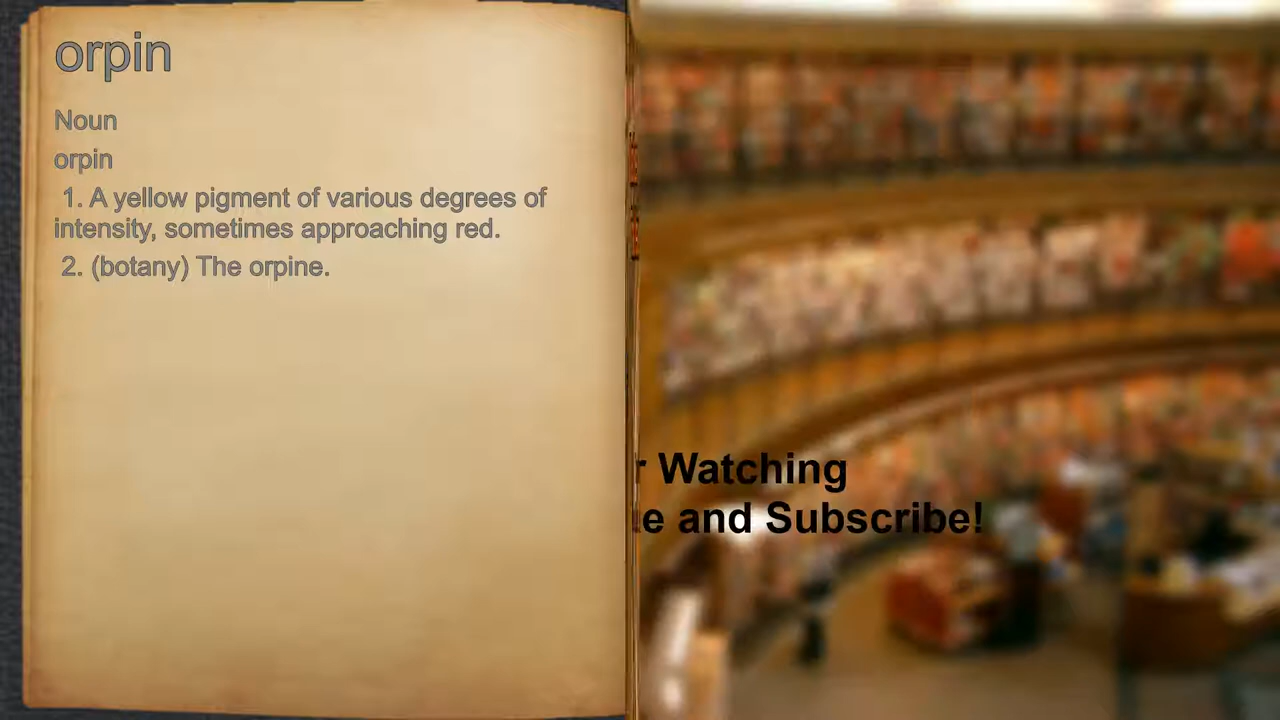 orpin
Noun
orpin
1. A yellow pigment of various degrees of
intensity, sometimes approaching red.
2. (botany) The orpine.
Watching
and Subscribe!